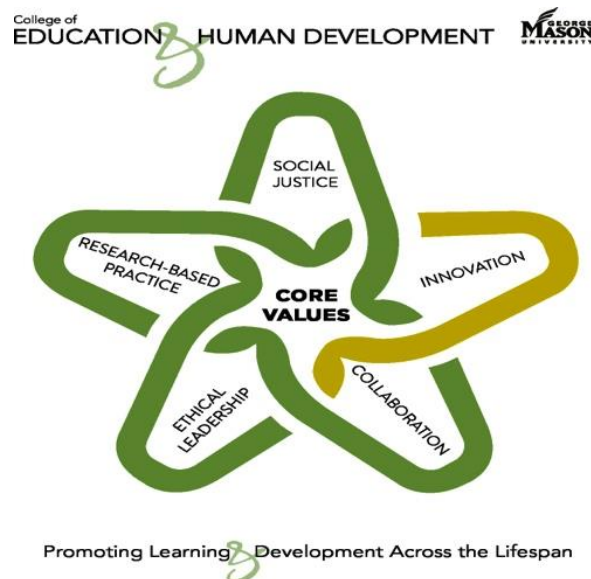 College of
EDUCATION & HUMAN DEVELOPMENT
GEORGE
MASON
UNIVERSITY
SOCIAL
JUSTICE
RESEARCH-BASED
PRACTICE
INNOVATION
CORE
VALUES
ETHICAL
LEADERSHIP
COLLABORATION
Promoting Learning & Development Across the Lifespan